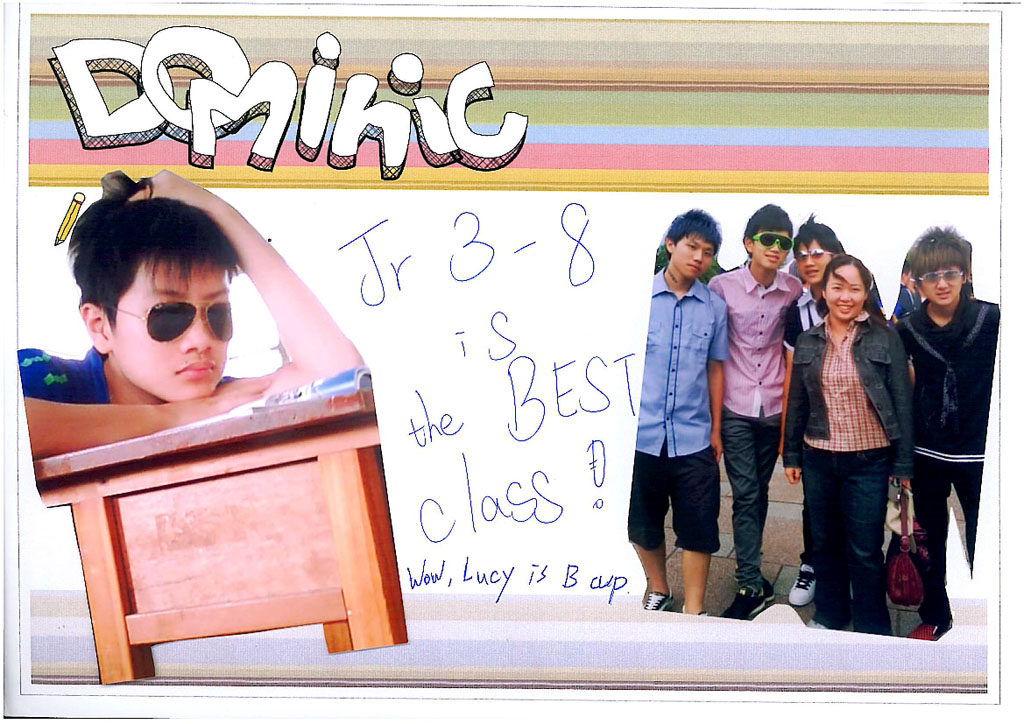 DOMiNiC
Jr 3-8
is
the BEST
class!
Wow, Lucy is B cup.